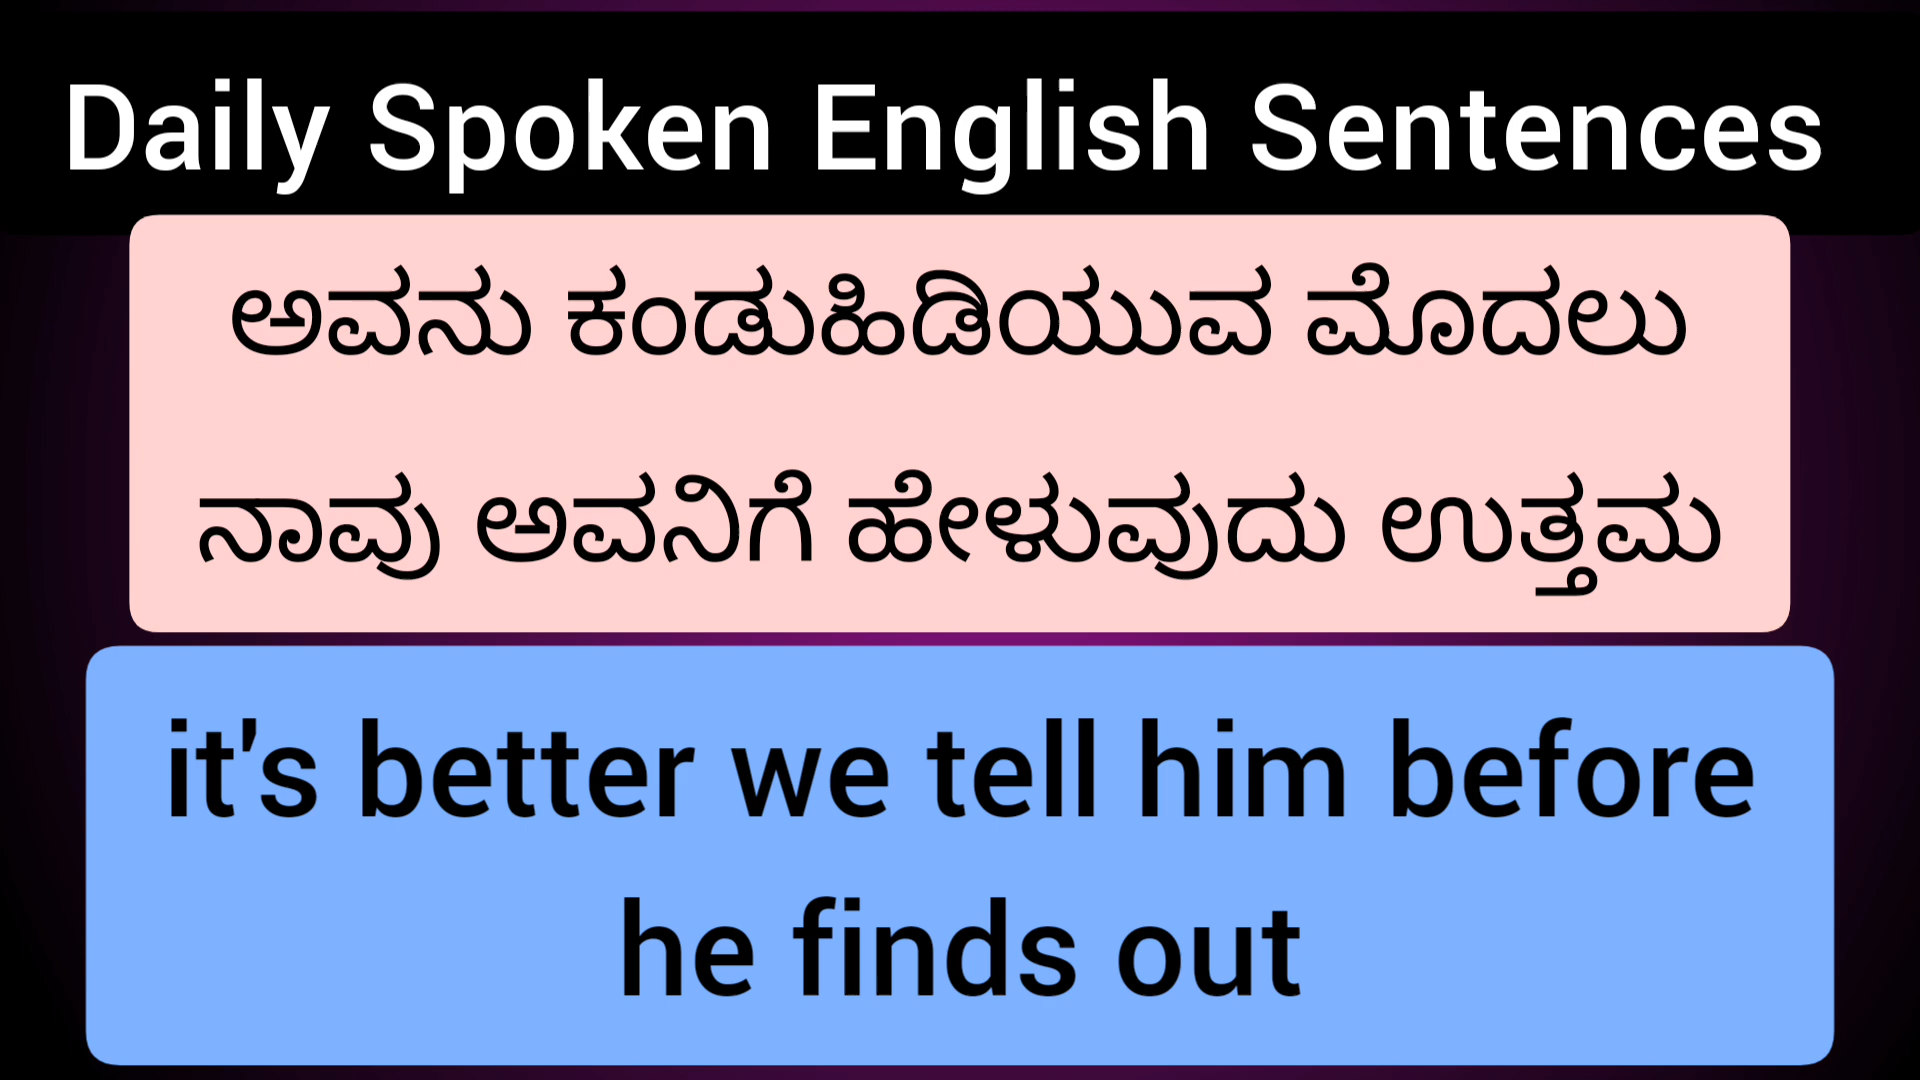 Daily Spoken English Sentences
ಅವನು ಕಂಡುಹಿಡಿಯುವ ಮೊದಲು
ನಾವು ಅವನಿಗೆ ಹೇಳುವುದು ಉತ್ತಮ
it's better we tell him before
he finds out